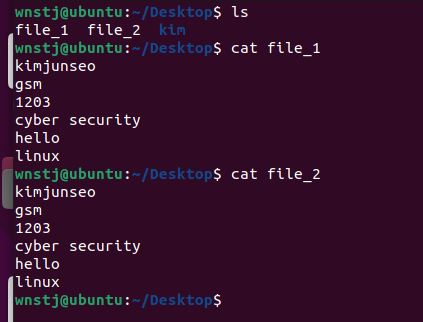 wnstj@ubuntu:~/Desktop$ ls
file_1  file_2  kim
wnstj@ubuntu:~/Desktop$ cat file_1
kimjunseo
gsm
1203
cyber security
hello
linux
wnstj@ubuntu:~/Desktop$ cat file_2
kimjunseo
gsm
1203
cyber security
hello
linux
wnstj@ubuntu:~/Desktop$